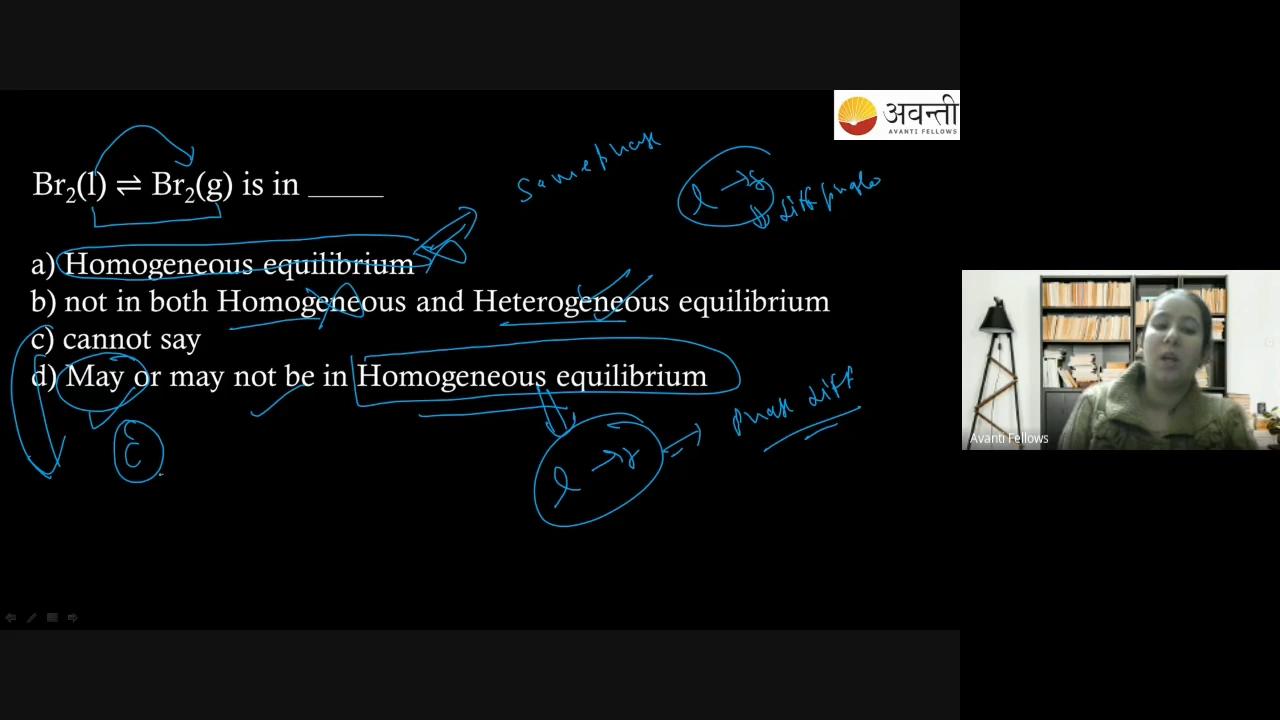 अवन्ती
AVANTI FELLOWS
Same phase
Br₂(l) ⇌ Br₂(g) is in _____
l → g
diff phase
a) Homogeneous equilibrium
b) not in both Homogeneous and Heterogeneous equilibrium
c) cannot say
d) May or may not be in Homogeneous equilibrium
phase diff
l → g
Avanti Fellows